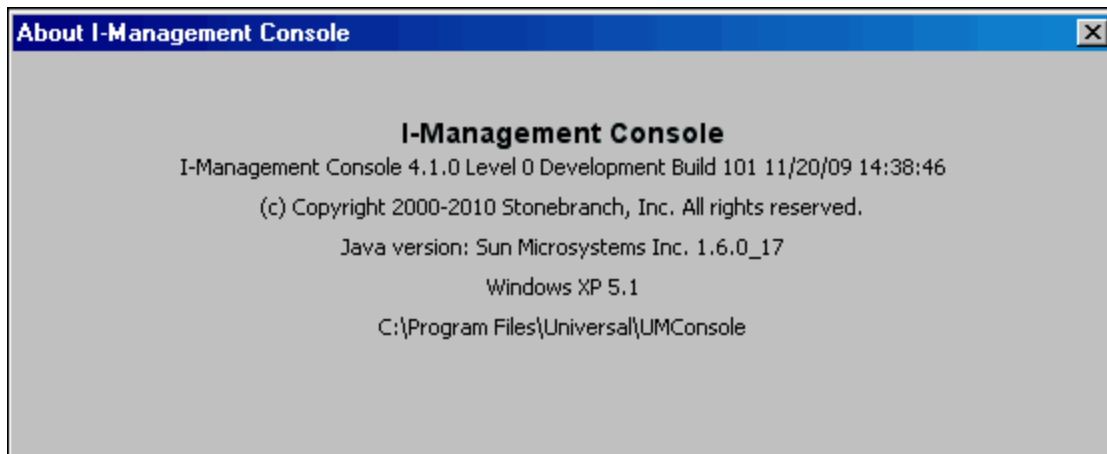 About I-Management Console
I-Management Console
I-Management Console 4.1.0 Level 0 Development Build 101 11/20/09 14:38:46
(c) Copyright 2000-2010 Stonebranch, Inc. All rights reserved.
Java version: Sun Microsystems Inc. 1.6.0_17
Windows XP 5.1
C:\Program Files\Universal\UMConsole